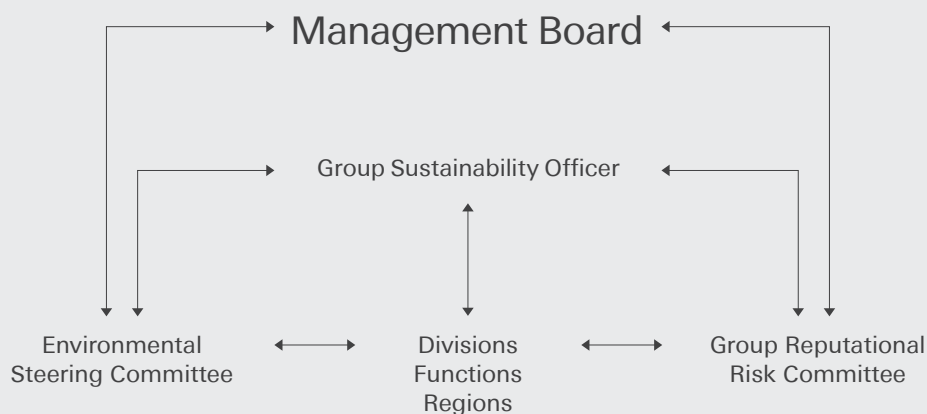 Management Board
Group Sustainability Officer
Environmental
Steering Committee
Divisions
Functions
Regions
Group Reputational
Risk Committee